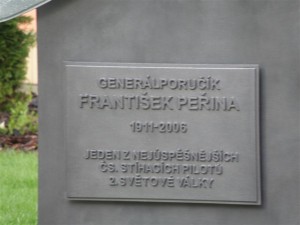 GENERÁLPORUČÍK
FRANTIŠEK PEŘINA
1911-2006
JEDEN Z NEJÚSPĚŠNĚJŠÍCH
ČS. STÍHACÍCH PILOTŮ
2. SVĚTOVÉ VÁLKY